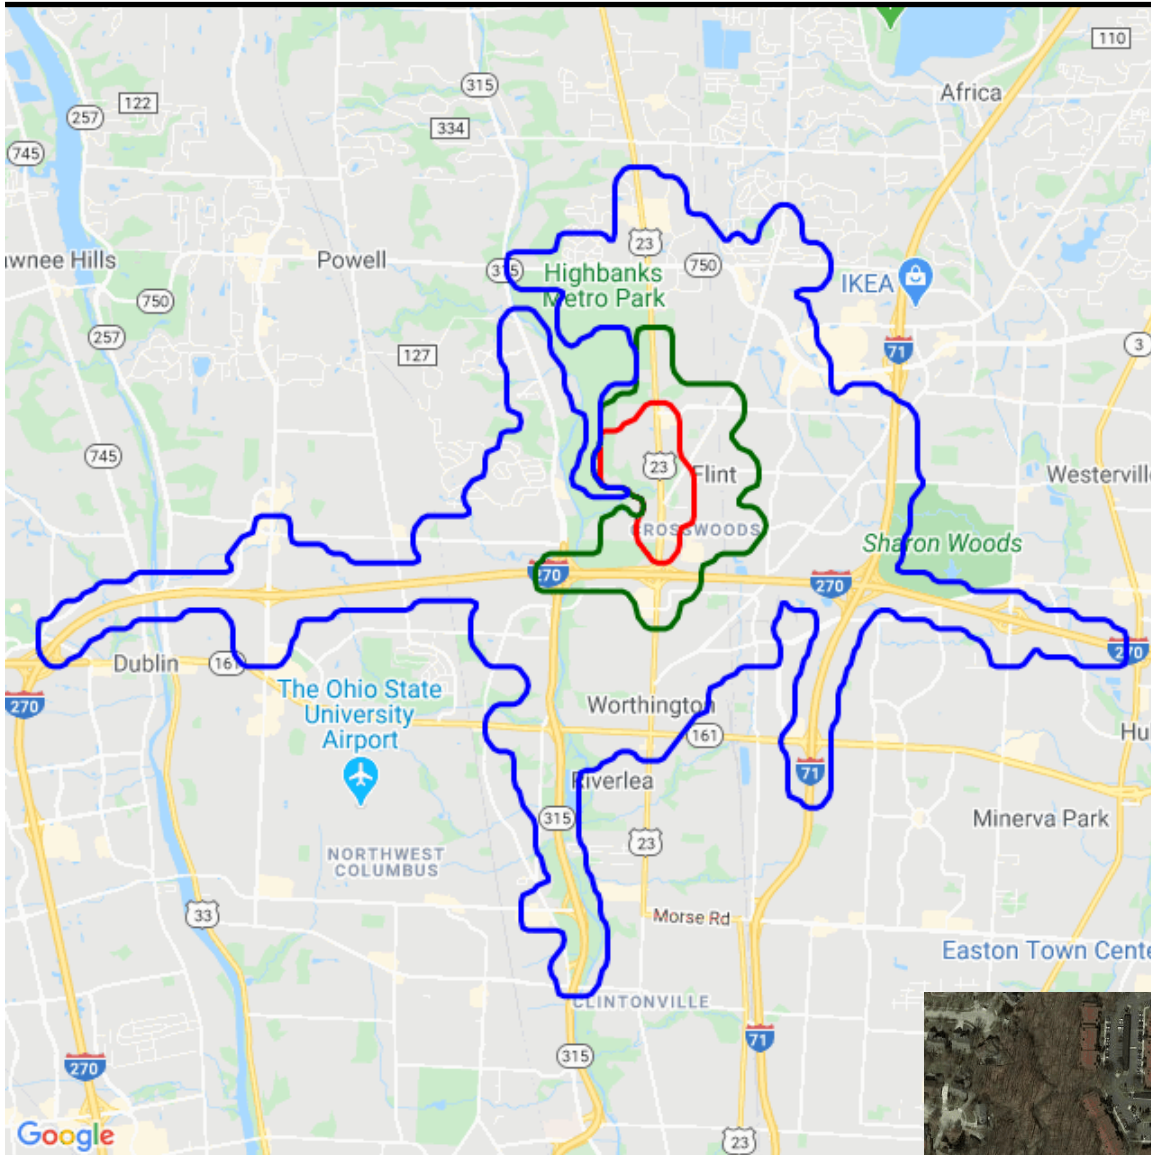 110
Africa
315
122
257
334
745
23
wnee Hills
Powell
315
750
Highbanks
Metro Park
IKEA
750
257
127
71
3
745
23
Flint
Westervill
CROSSWOODS
Sharon Woods
270
270
270
Dublin
161
The Ohio State
University
Airport
270
Worthington
161
Hu
71
Riverlea
315
Minerva Park
23
NORTHWEST
COLUMBUS
33
Morse Rd
Easton Town Cente
CLINTONVILLE
71
315
270
Google
23